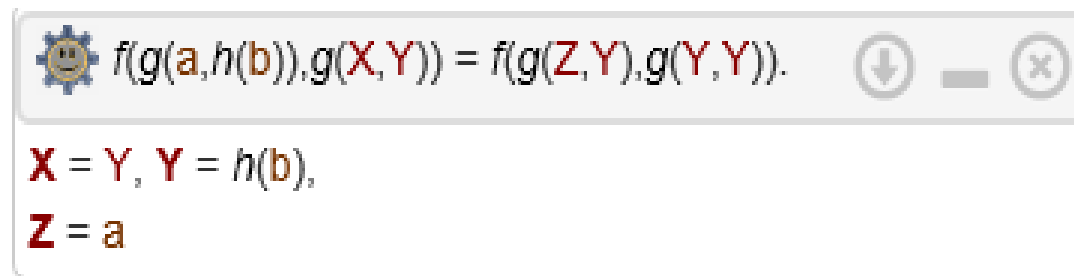 f(g(a,h(b)),g(X,Y)) = f(g(Z,Y),g(Y,Y)).
X = Y, Y = h(b),
Z = a